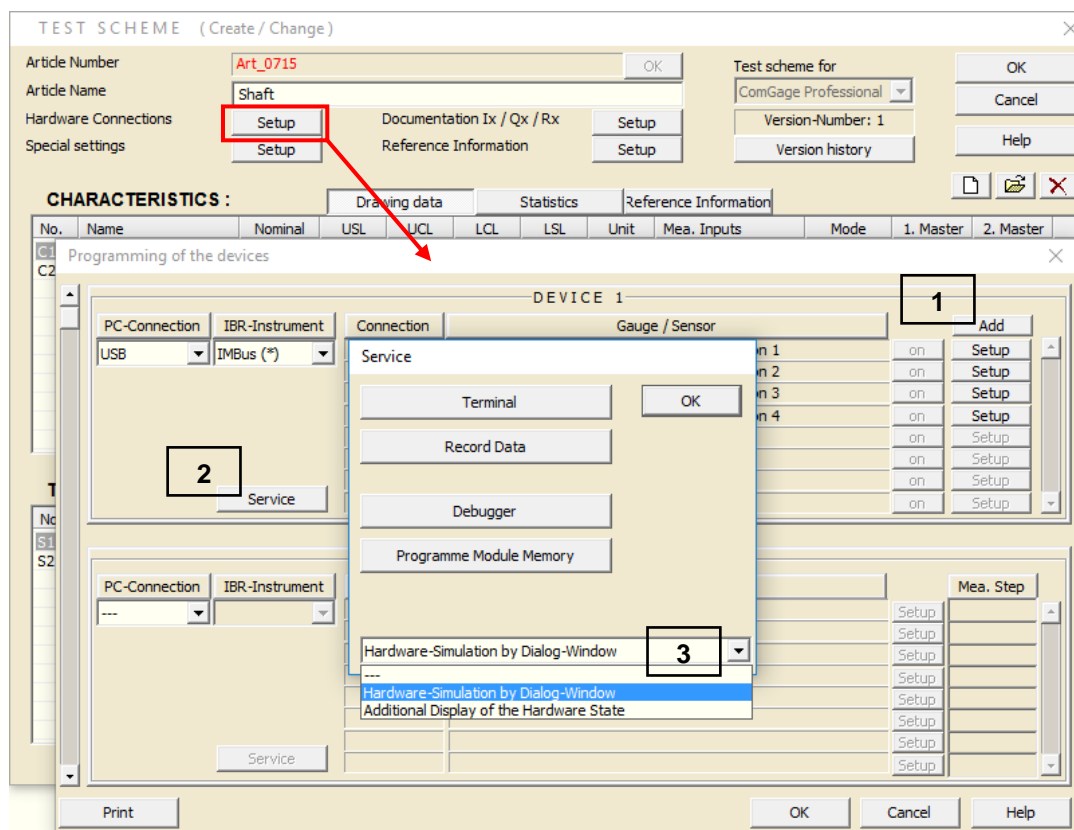 TEST SCHEME (Create / Change)
Article Number Art_0715 OK Test scheme for OK
Article Name Shaft ComGage Professional Cancel
Hardware Connections Setup Documentation Ix / Qx / Rx Setup Version-Number: 1
Special settings Setup Reference Information Setup Version history Help
CHARACTERISTICS : Drawing data Statistics Reference Information
No. Name Nominal USL UCL LCL LSL Unit Mea. Inputs Mode 1. Master 2. Master
C1
C2
Programming of the devices
DEVICE 1
1
PC-Connection IBR-Instrument Connection Gauge / Sensor Add
USB IMBus (*) n 1 on Setup
n 2 on Setup
n 3 on Setup
n 4 on Setup
on Setup
on Setup
on Setup
on Setup
2
Service
Service
Terminal OK
Record Data
Debugger
Programme Module Memory
Hardware-Simulation by Dialog-Window 3
---
Hardware-Simulation by Dialog-Window
Additional Display of the Hardware State
T
No
S1
S2
PC-Connection IBR-Instrument Mea. Step
--- Setup
Setup
Setup
Setup
Setup
Setup
Setup
Setup
Service
Print OK Cancel Help